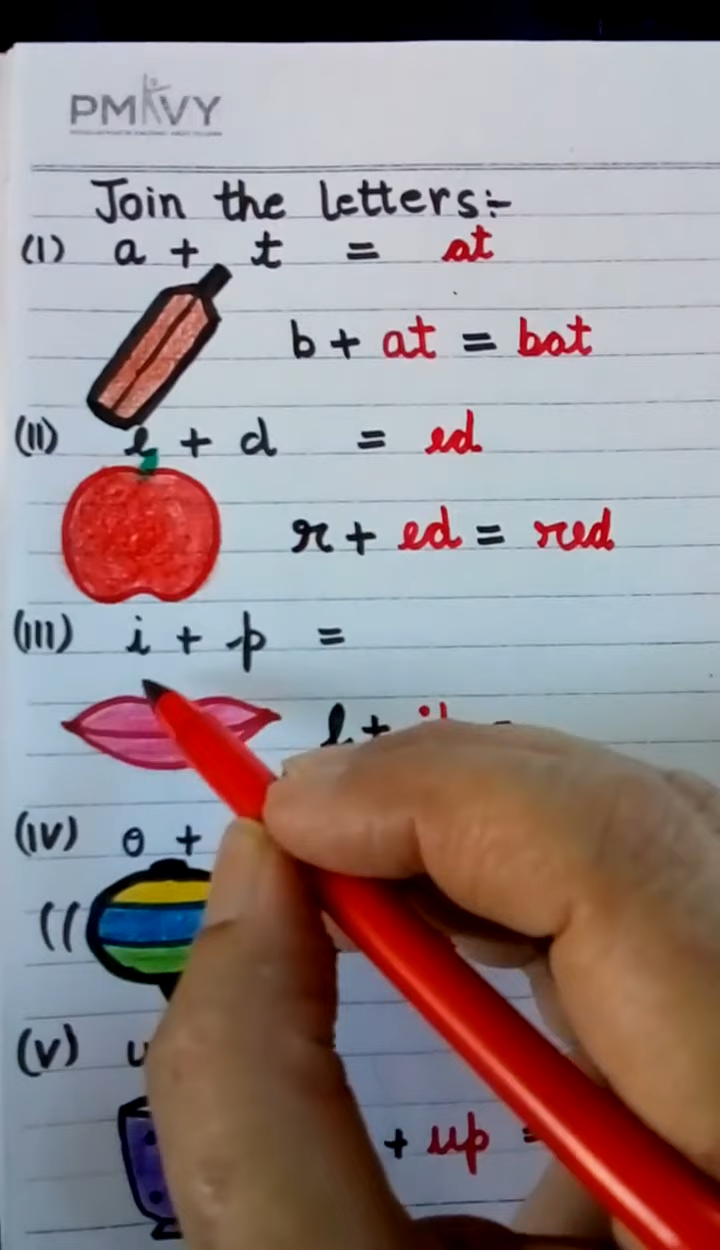 PMKVY
Join the letters:-
(I) a + t = at
b + at = bat
(II) e + d = ed
r + ed = red
(III) i + p =
l +
(iv) o +
(v) u
+ up =